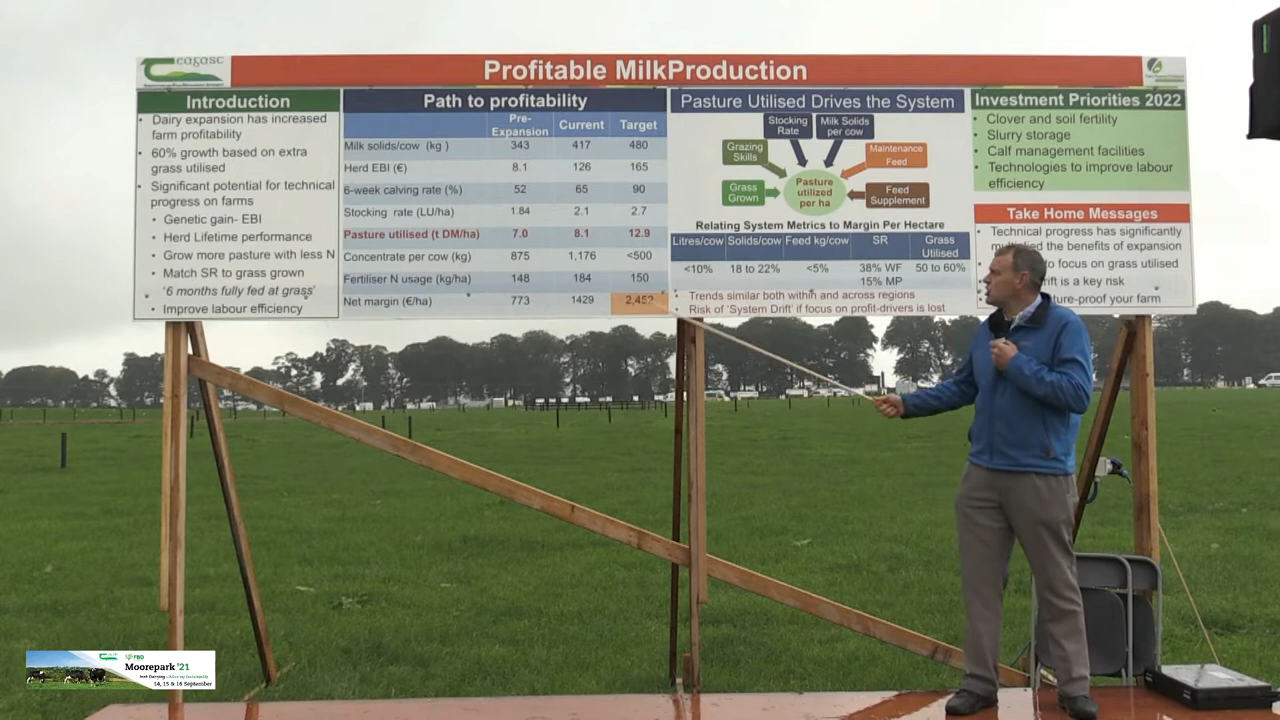 eagasc
Profitable MilkProduction
Introduction
• Dairy expansion has increased
farm profitability
• 60% growth based on extra
grass utilised
• Significant potential for technical
progress on farms
• Genetic gain- EBI
• Herd Lifetime performance
• Grow more pasture with less N
• Match SR to grass grown
• '6 months fully fed at grass'
• Improve labour efficiency
Path to profitability
Pre-
Expansion Current Target
Milk solids/cow (kg ) 343 417 480
Herd EBI (€) 8.1 126 165
6-week calving rate (%) 52 65 90
Stocking rate (LU/ha) 1.84 2.1 2.7
Pasture utilised (t DM/ha) 7.0 8.1 12.9
Concentrate per cow (kg) 875 1,176 <500
Fertiliser N usage (kg/ha) 148 184 150
Net margin (€/ha) 773 1429 2,452
Pasture Utilised Drives the System
Stocking
Rate
Milk Solids
per cow
Grazing
Skills
Maintenance
Feed
Grass
Grown
Pasture
utilized
per ha
Feed
Supplement
Relating System Metrics to Margin Per Hectare
Litres/cow Solids/cow Feed kg/cow SR Grass
Utilised
<10% 18 to 22% <5% 38% WF 50 to 60%
15% MP
• Trends similar both within and across regions
• Risk of 'System Drift' if focus on profit-drivers is lost
Investment Priorities 2022
• Clover and soil fertility
• Slurry storage
• Calf management facilities
• Technologies to improve labour
efficiency
Take Home Messages
Technical progress has significantly
the benefits of expansion
to focus on grass utilised
is a key risk
your farm
FBD
Moorepark '21
14, 15 & 16 September